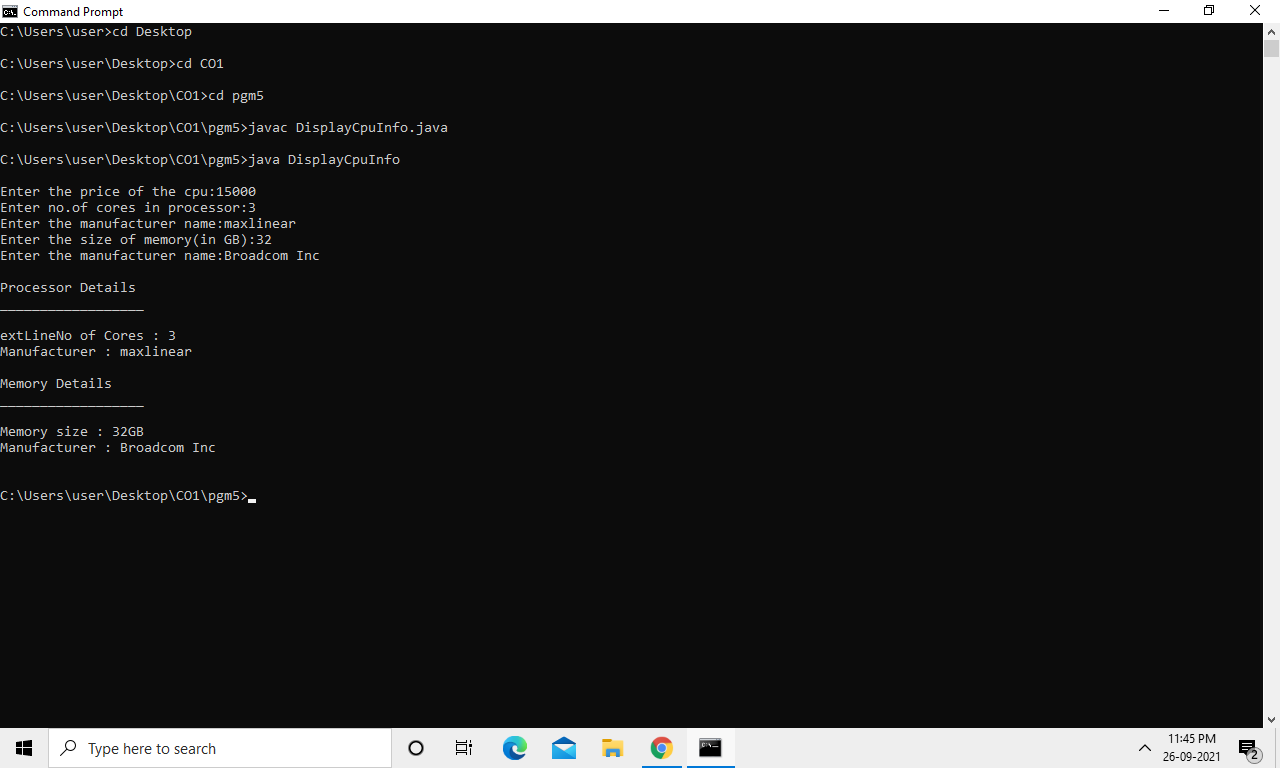 Command Prompt
C:\Users\user>cd Desktop
C:\Users\user\Desktop>cd CO1
C:\Users\user\Desktop\CO1>cd pgm5
C:\Users\user\Desktop\CO1\pgm5>javac DisplayCpuInfo.java
C:\Users\user\Desktop\CO1\pgm5>java DisplayCpuInfo
Enter the price of the cpu:15000
Enter no.of cores in processor:3
Enter the manufacturer name:maxlinear
Enter the size of memory(in GB):32
Enter the manufacturer name:Broadcom Inc
Processor Details
__________________
extLineNo of Cores : 3
Manufacturer : maxlinear
Memory Details
__________________
Memory size : 32GB
Manufacturer : Broadcom Inc
C:\Users\user\Desktop\CO1\pgm5>
Type here to search
11:45 PM
26-09-2021
2